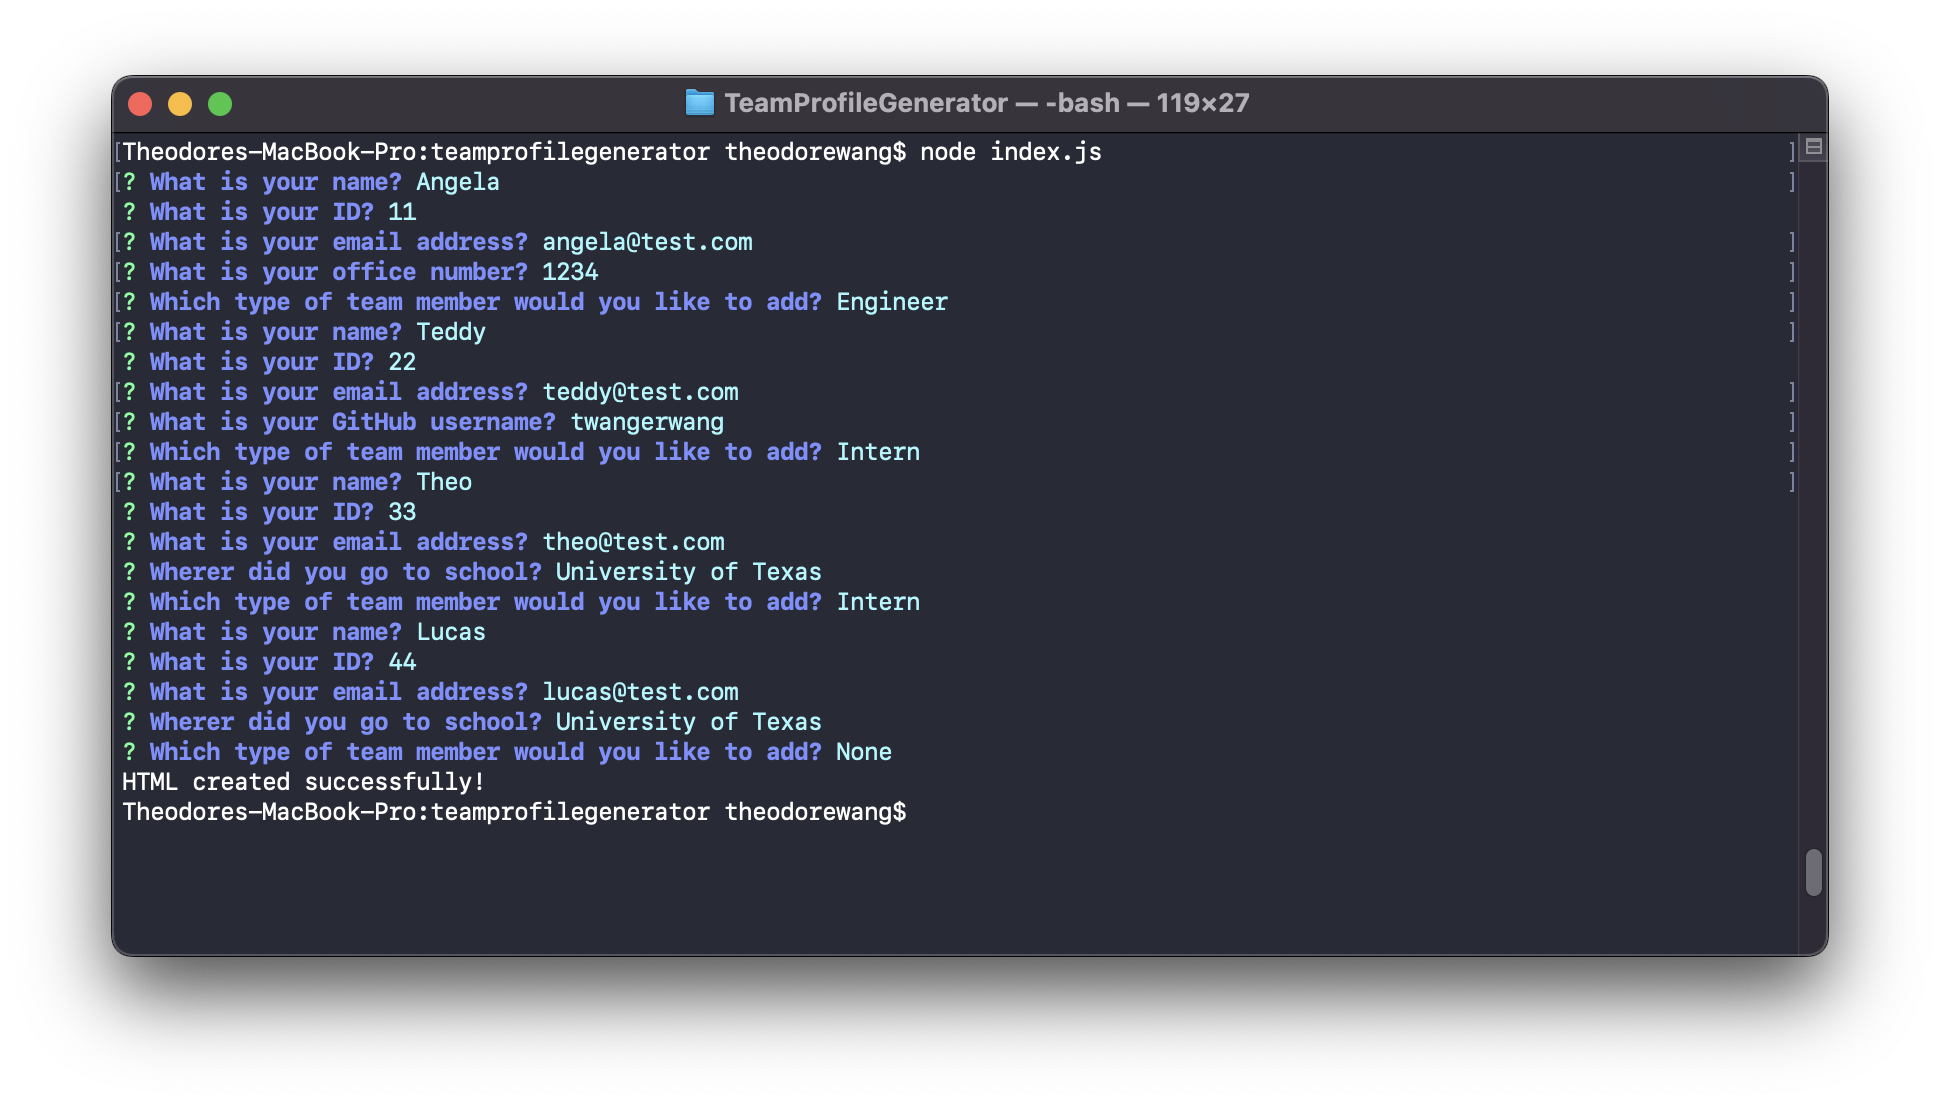 TeamProfileGenerator — -bash — 119×27
[Theodores-MacBook-Pro:teamprofilegenerator theodorewang$ node index.js ]
[? What is your name? Angela ]
? What is your ID? 11
[? What is your email address? angela@test.com ]
[? What is your office number? 1234 ]
[? Which type of team member would you like to add? Engineer ]
[? What is your name? Teddy ]
? What is your ID? 22
[? What is your email address? teddy@test.com ]
[? What is your GitHub username? twangerwang ]
[? Which type of team member would you like to add? Intern ]
[? What is your name? Theo ]
? What is your ID? 33
? What is your email address? theo@test.com
? Wherer did you go to school? University of Texas
? Which type of team member would you like to add? Intern
? What is your name? Lucas
? What is your ID? 44
? What is your email address? lucas@test.com
? Wherer did you go to school? University of Texas
? Which type of team member would you like to add? None
HTML created successfully!
Theodores-MacBook-Pro:teamprofilegenerator theodorewang$